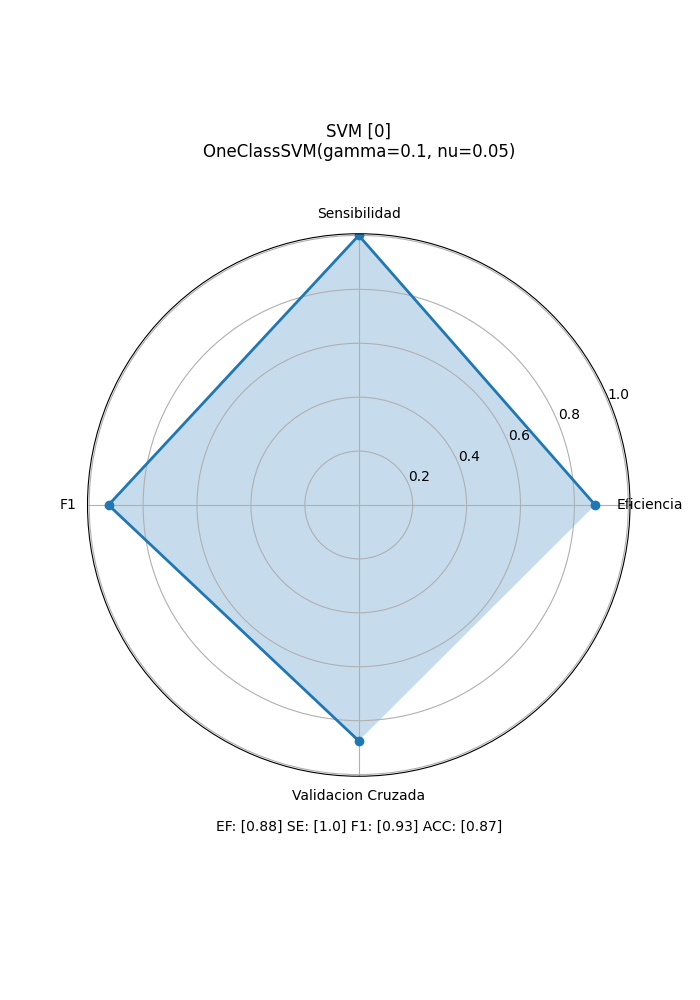 SVM [0]
OneClassSVM(gamma=0.1, nu=0.05)
Sensibilidad
1.0
0.8
0.6
0.4
0.2
F1
Eficiencia
Validacion Cruzada
EF: [0.88] SE: [1.0] F1: [0.93] ACC: [0.87]